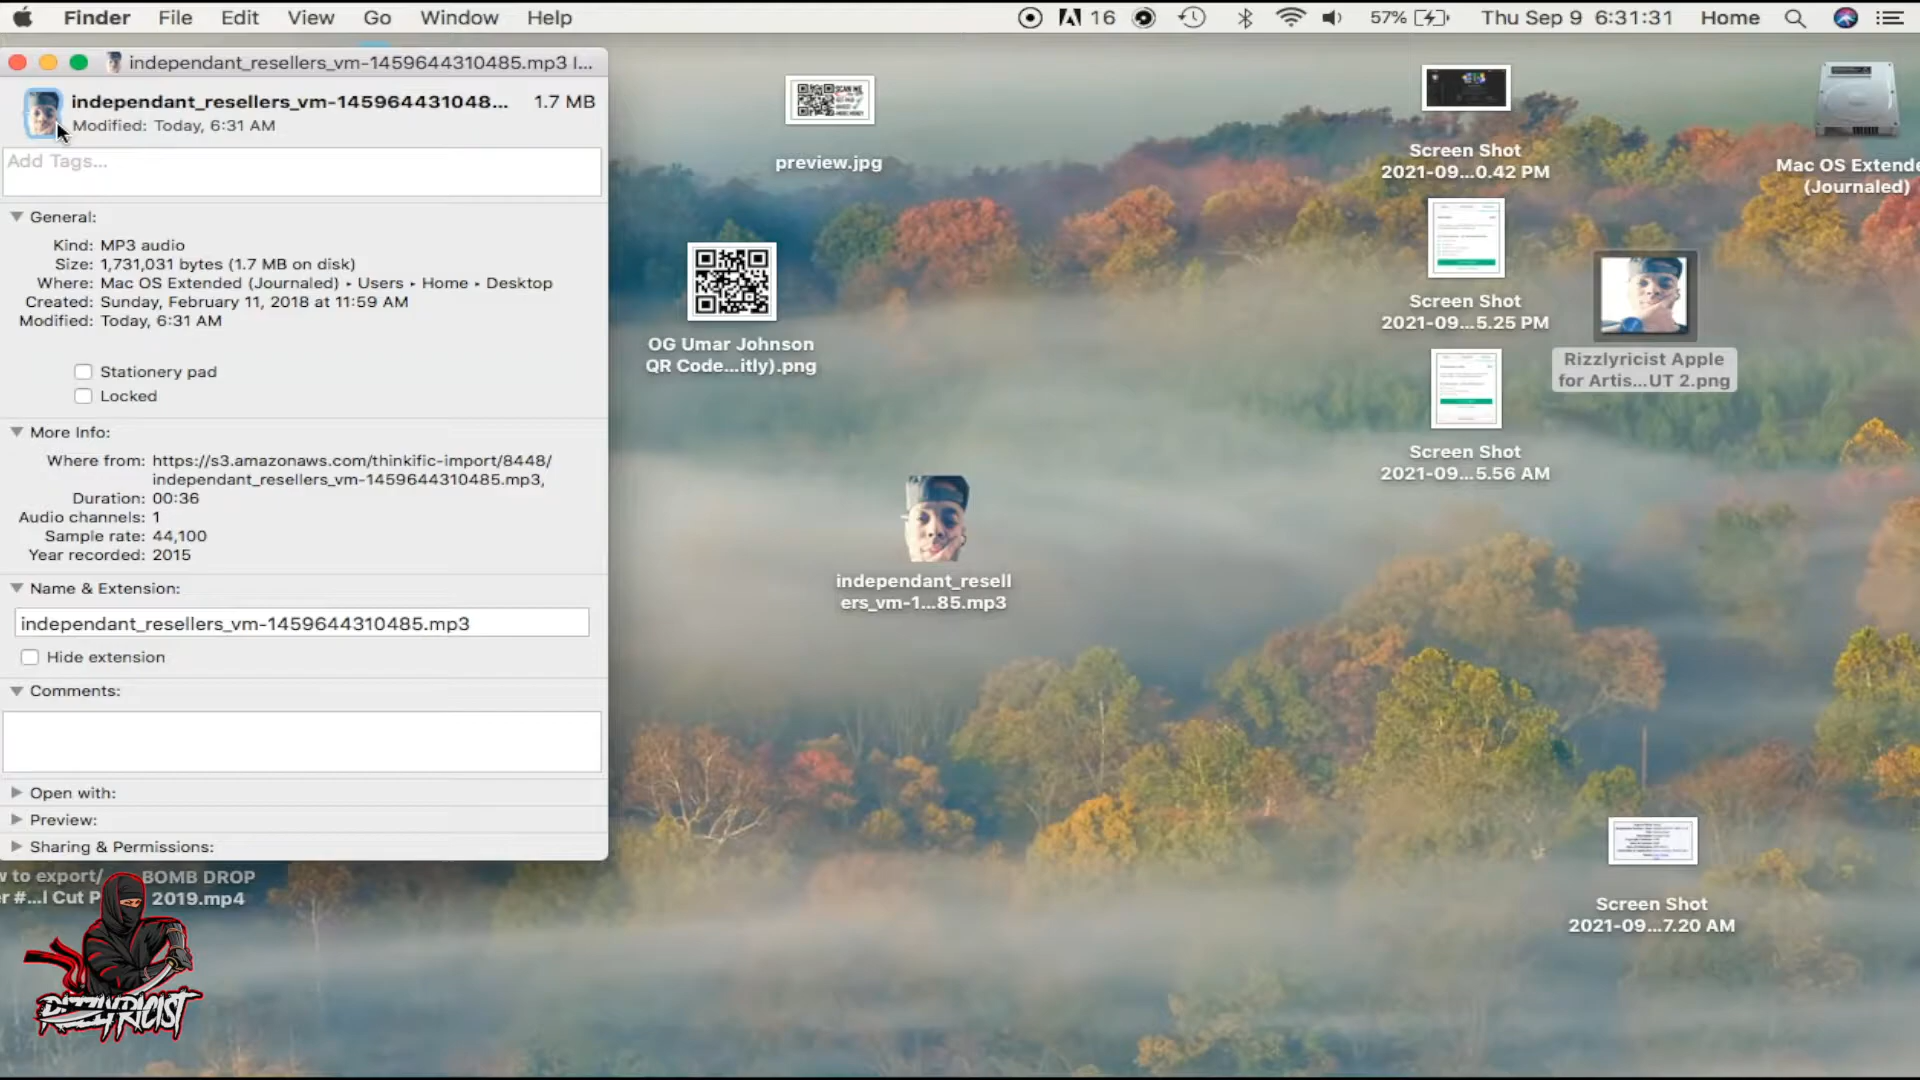 Finder File Edit View Go Window Help
16 57% Thu Sep 9 6:31:31 Home
independant_resellers_vm-1459644310485.mp3 I...
independant_resellers_vm-145964431048... 1.7 MB
Modified: Today, 6:31 AM
Add Tags...
General:
Kind: MP3 audio
Size: 1,731,031 bytes (1.7 MB on disk)
Where: Mac OS Extended (Journaled) ▸ Users ▸ Home ▸ Desktop
Created: Sunday, February 11, 2018 at 11:59 AM
Modified: Today, 6:31 AM
Stationery pad
Locked
More Info:
Where from: https://s3.amazonaws.com/thinkific-import/8448/
independant_resellers_vm-1459644310485.mp3,
Duration: 00:36
Audio channels: 1
Sample rate: 44,100
Year recorded: 2015
Name & Extension:
independant_resellers_vm-1459644310485.mp3
Hide extension
Comments:
Open with:
Preview:
Sharing & Permissions:
w to export/
r #...l Cut P
BOMB DROP
2019.mp4
RIZZLYRICIST
SCAN ME
preview.jpg
OG Umar Johnson
QR Code...itly).png
independant_resell
ers_vm-1...85.mp3
Screen Shot
2021-09...0.42 PM
Screen Shot
2021-09...5.25 PM
Screen Shot
2021-09...5.56 AM
Mac OS Extende
(Journaled)
Rizzlyricist Apple
for Artis...UT 2.png
Screen Shot
2021-09...7.20 AM